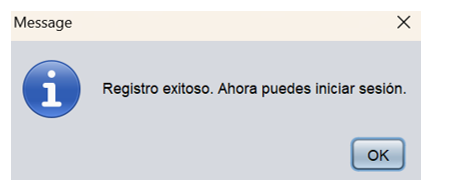 Message
Registro exitoso. Ahora puedes iniciar sesión.
OK